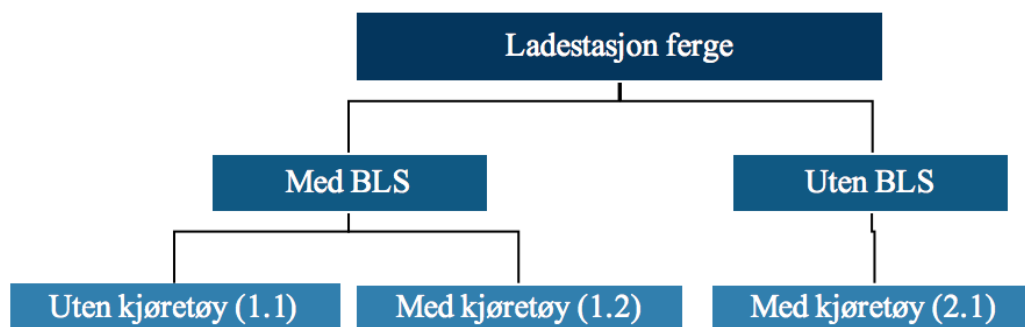 Ladestasjon ferge
Med BLS
Uten BLS
Uten kjøretøy (1.1)
Med kjøretøy (1.2)
Med kjøretøy (2.1)